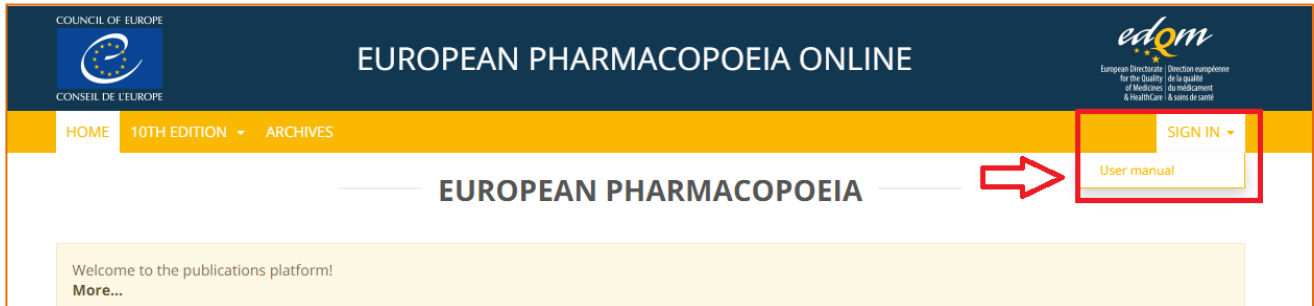 COUNCIL OF EUROPE
CONSEIL DE L'EUROPE
EUROPEAN PHARMACOPOEIA ONLINE
edQm
European Directorate | Direction européenne
for the Quality | de la qualité
of Medicines | du médicament
& HealthCare | & soins de santé
HOME 10TH EDITION ARCHIVES SIGN IN
User manual
EUROPEAN PHARMACOPOEIA
Welcome to the publications platform!
More...